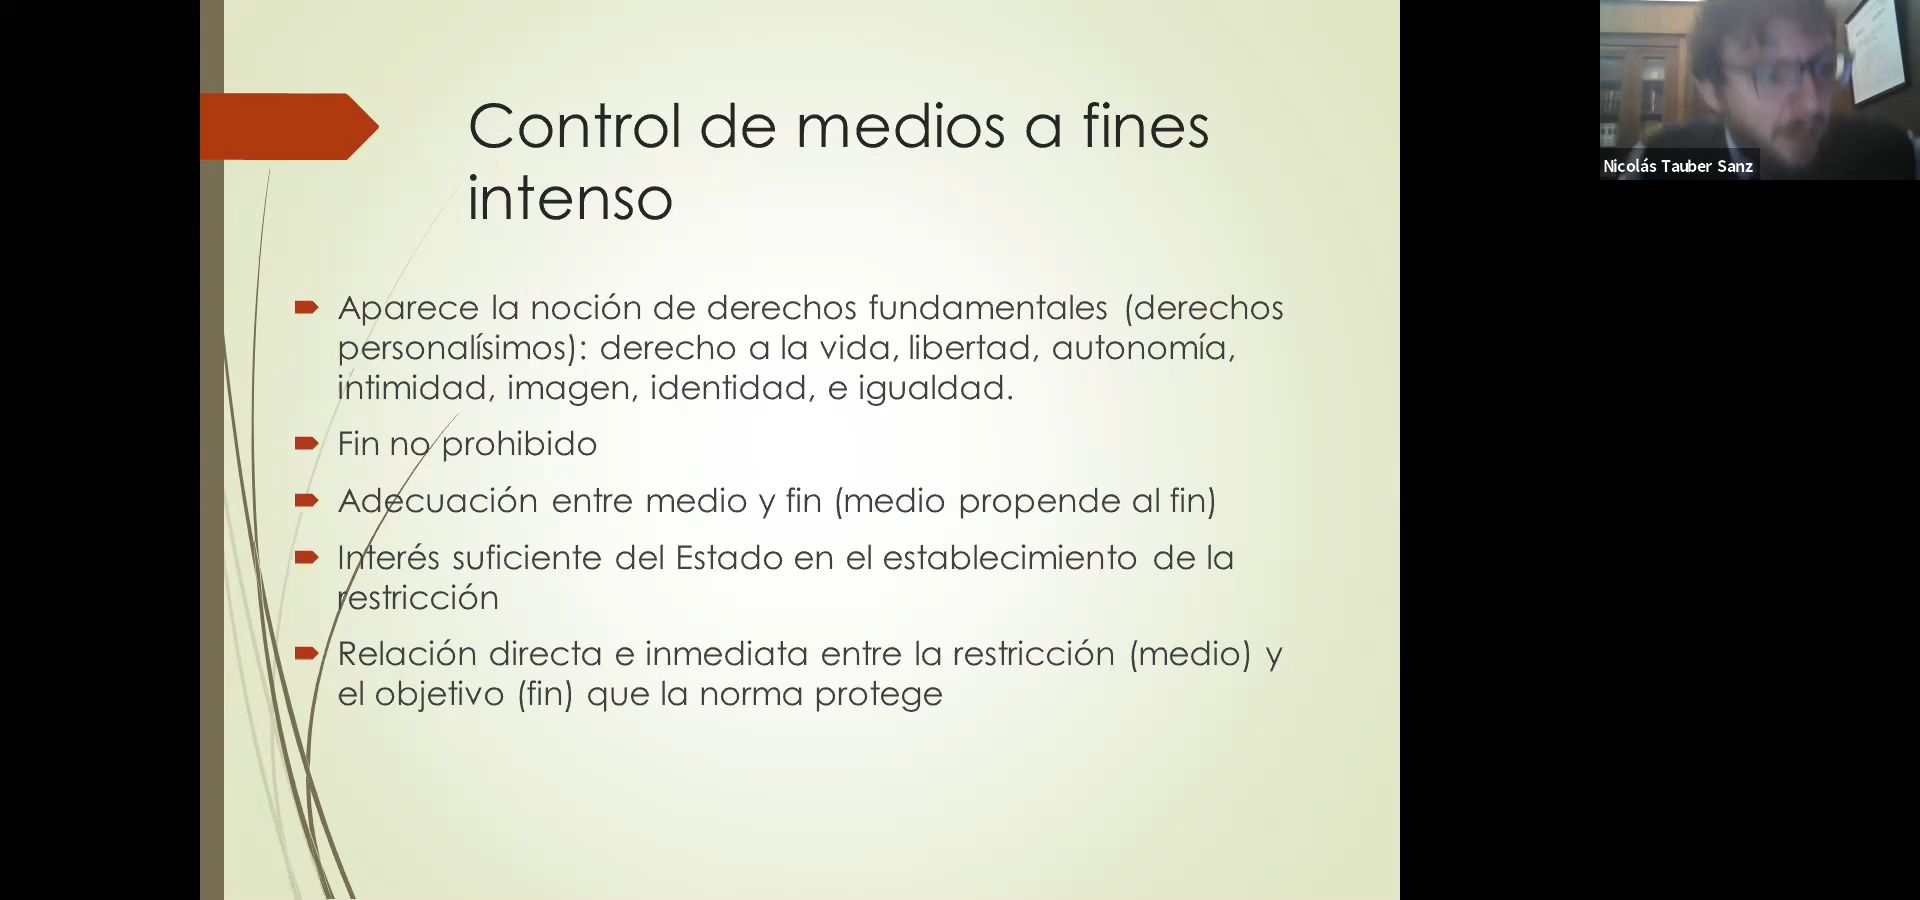 Control de medios a fines
intenso
Aparece la noción de derechos fundamentales (derechos
personalísimos): derecho a la vida, libertad, autonomía,
intimidad, imagen, identidad, e igualdad.
Fin no prohibido
Adecuación entre medio y fin (medio propende al fin)
Interés suficiente del Estado en el establecimiento de la
restricción
Relación directa e inmediata entre la restricción (medio) y
el objetivo (fin) que la norma protege
Nicolás Tauber Sanz